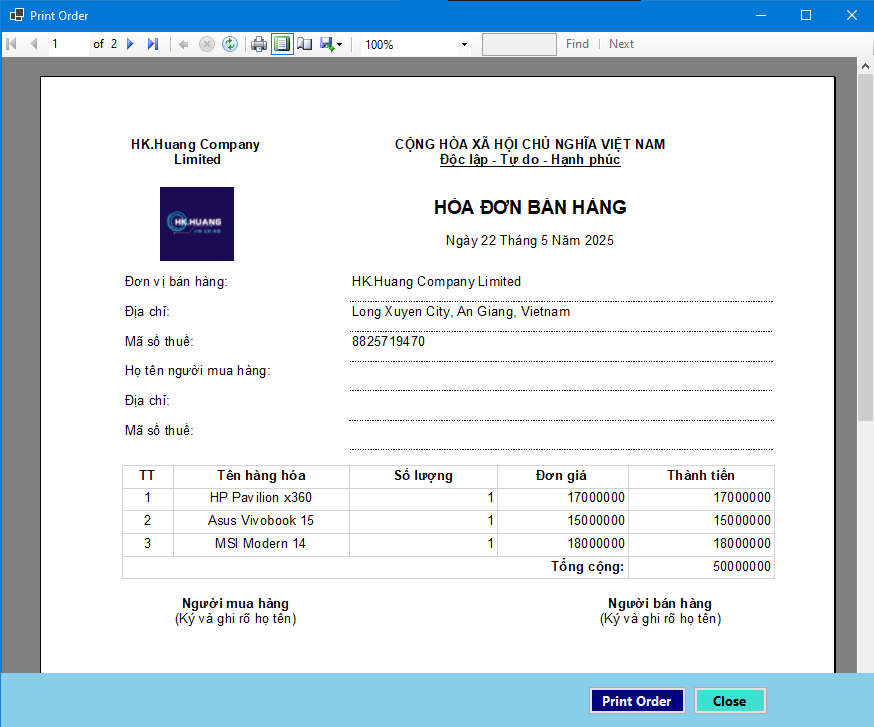 Print Order
1 of 2 100% Find Next
HK.Huang Company
Limited
CỘNG HÒA XÃ HỘI CHỦ NGHĨA VIỆT NAM
Độc lập - Tự do - Hạnh phúc
HK.HUANG
HÓA ĐƠN BÁN HÀNG
Ngày 22 Tháng 5 Năm 2025
Đơn vị bán hàng: HK.Huang Company Limited
Địa chỉ: Long Xuyen City, An Giang, Vietnam
Mã số thuế: 8825719470
Họ tên người mua hàng:
Địa chỉ:
Mã số thuế:
TT Tên hàng hóa Số lượng Đơn giá Thành tiền
1 HP Pavilion x360 1 17000000 17000000
2 Asus Vivobook 15 1 15000000 15000000
3 MSI Modern 14 1 18000000 18000000
Tổng cộng: 50000000
Người mua hàng
(Ký và ghi rõ họ tên)
Người bán hàng
(Ký và ghi rõ họ tên)
Print Order Close